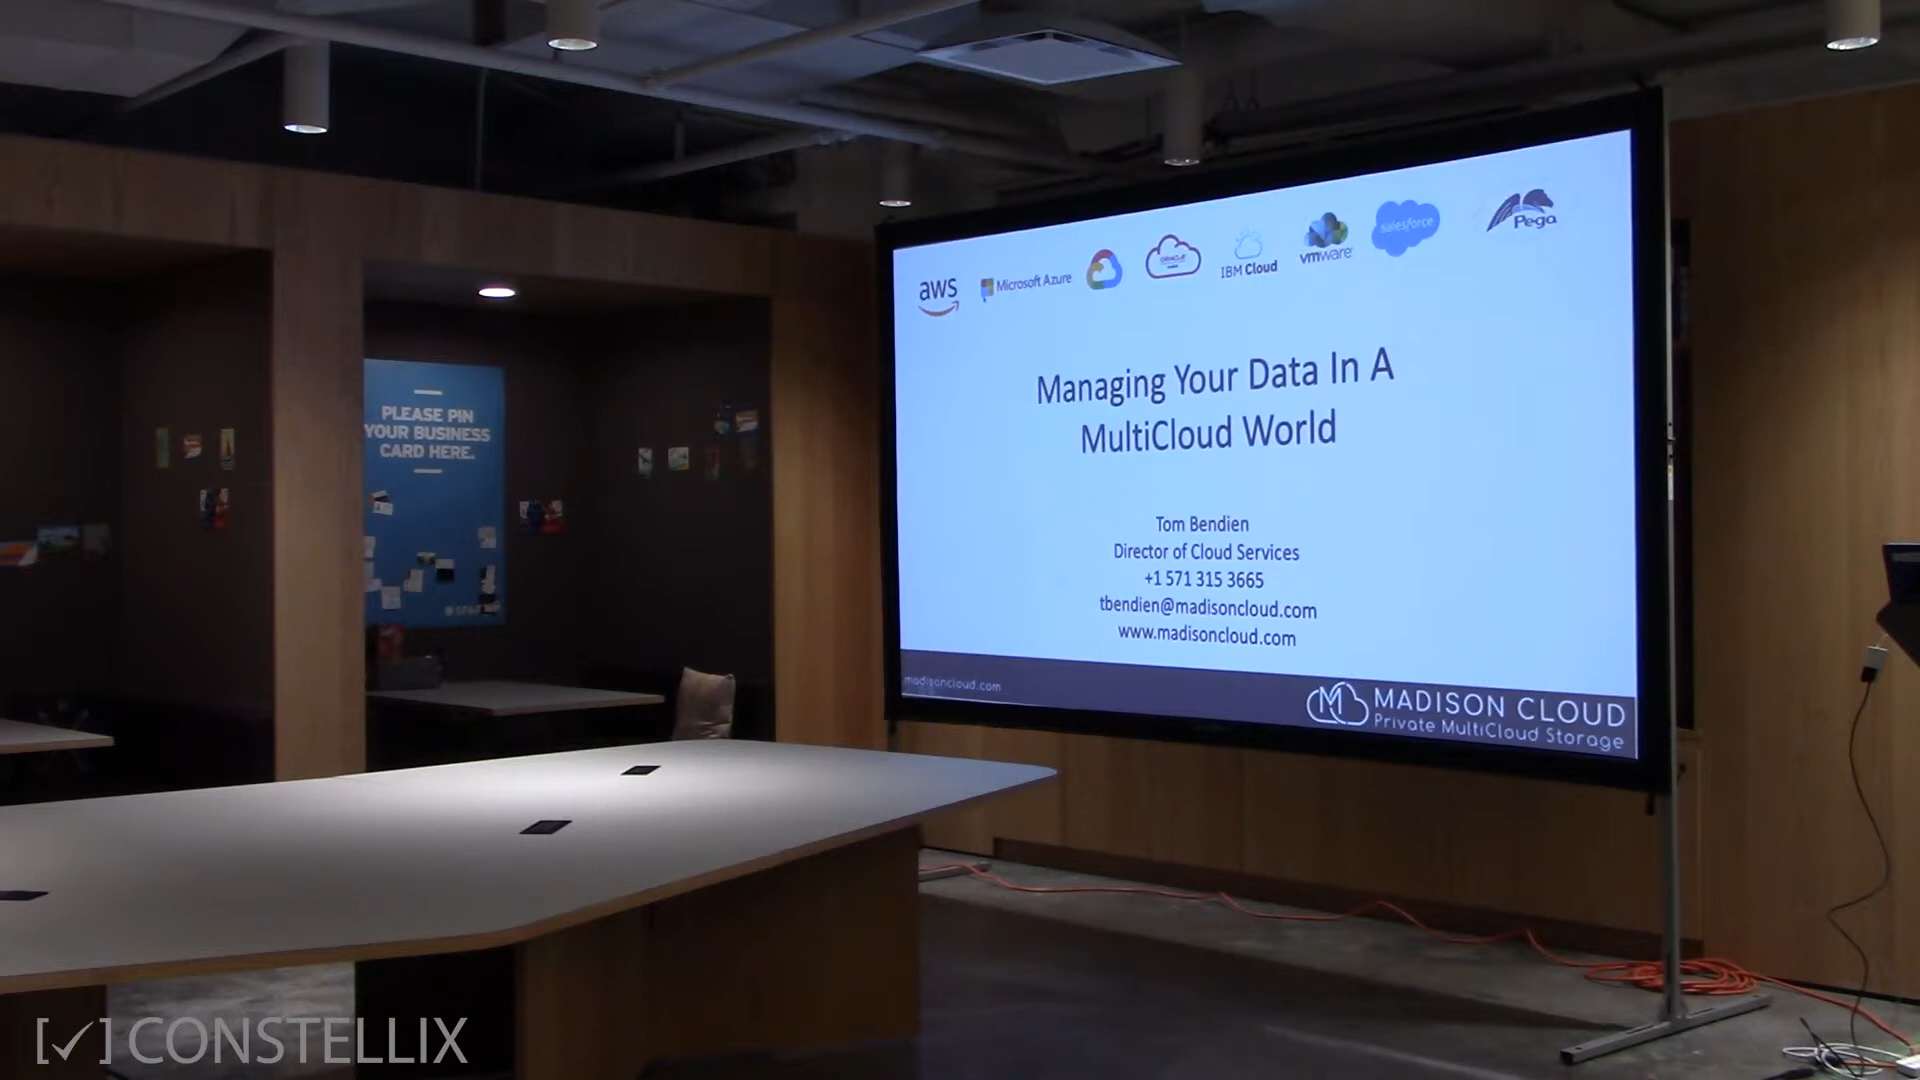 aws
Microsoft Azure
ORACLE
IBM Cloud
vmware
salesforce
Pega
Managing Your Data In A
MultiCloud World
Tom Bendien
Director of Cloud Services
+1 571 315 3665
tbendien@madisoncloud.com
www.madisoncloud.com
madisoncloud.com
MADISON CLOUD
Private MultiCloud Storage
PLEASE PIN
YOUR BUSINESS
CARD HERE.
[✓] CONSTELLIX